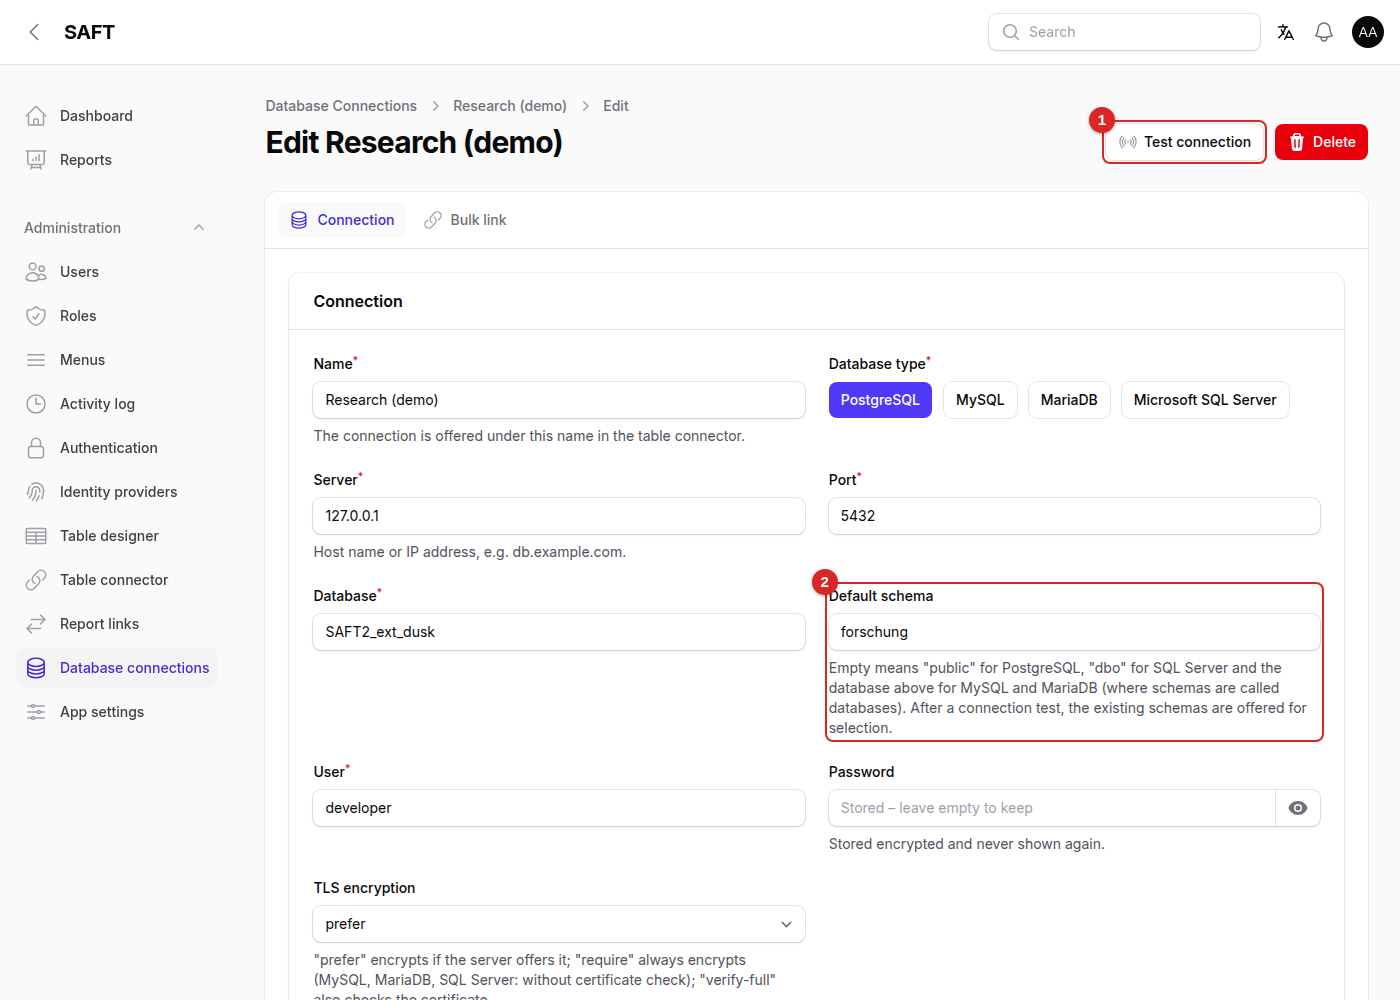 SAFT
Search
AA
Dashboard
Reports
Administration
Users
Roles
Menus
Activity log
Authentication
Identity providers
Table designer
Table connector
Report links
Database connections
App settings
Database Connections > Research (demo) > Edit
Edit Research (demo)
1
Test connection
Delete
Connection
Bulk link
Connection
Name*
Research (demo)
The connection is offered under this name in the table connector.
Database type*
PostgreSQL
MySQL
MariaDB
Microsoft SQL Server
Server*
127.0.0.1
Host name or IP address, e.g. db.example.com.
Port*
5432
Database*
SAFT2_ext_dusk
2
Default schema
forschung
Empty means "public" for PostgreSQL, "dbo" for SQL Server and the
database above for MySQL and MariaDB (where schemas are called
databases). After a connection test, the existing schemas are offered for
selection.
User*
developer
Password
Stored – leave empty to keep
Stored encrypted and never shown again.
TLS encryption
prefer
"prefer" encrypts if the server offers it; "require" always encrypts
(MySQL, MariaDB, SQL Server: without certificate check); "verify-full"
also checks the certificate.